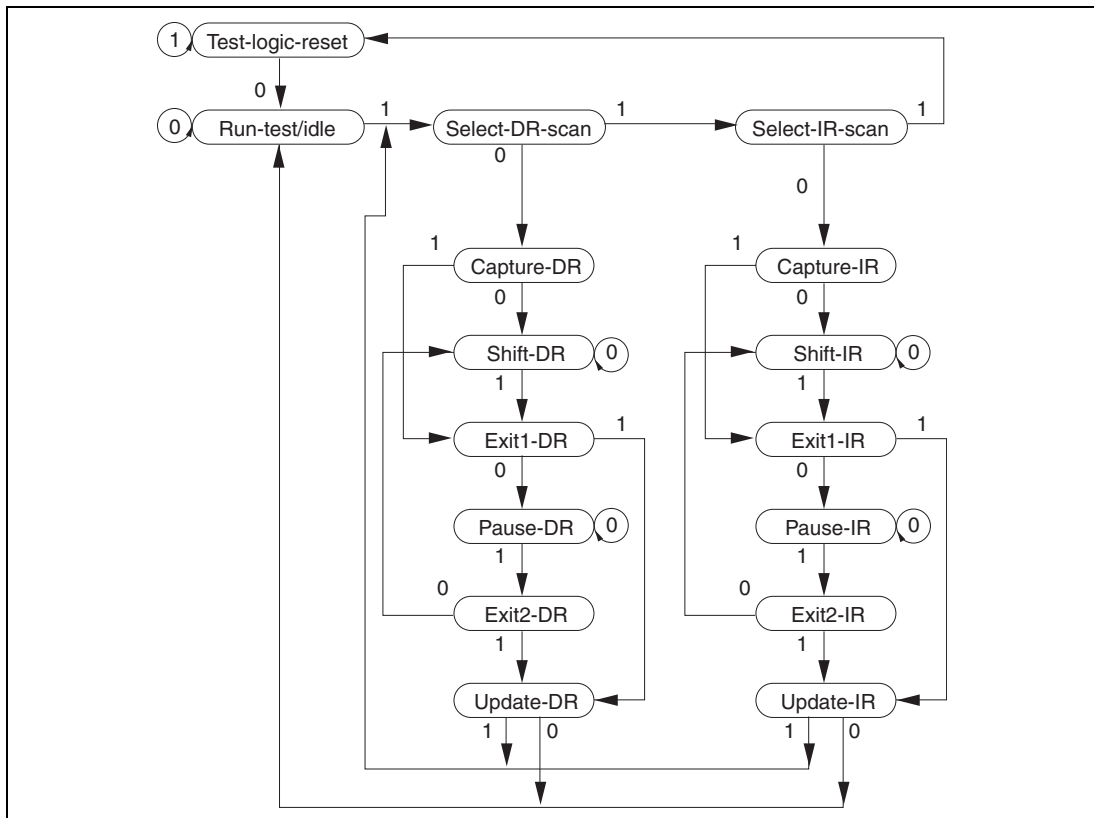 1 Test-logic-reset
0
0 Run-test/idle 1 Select-DR-scan 1 Select-IR-scan 1
0 0
1 1
Capture-DR Capture-IR
0 0
Shift-DR 0 Shift-IR 0
1 1
Exit1-DR 1 Exit1-IR 1
0 0
Pause-DR 0 Pause-IR 0
1 1
0 0
Exit2-DR Exit2-IR
1 1
Update-DR Update-IR
1 0 1 0